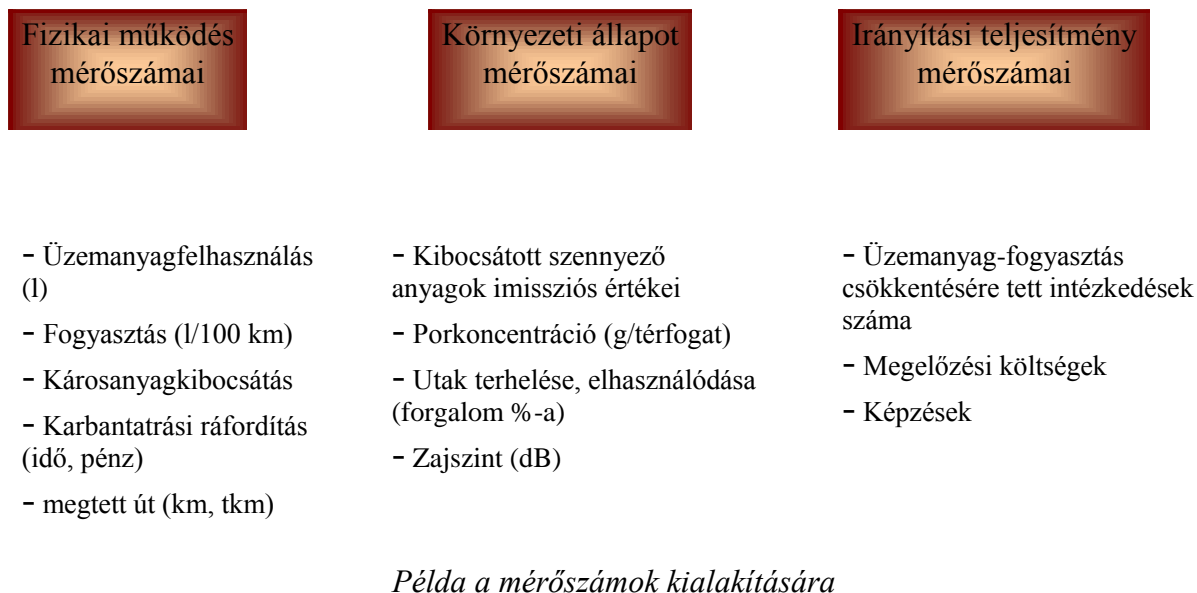 Fizikai működés
mérőszámai
Környezeti állapot
mérőszámai
Irányítási teljesítmény
mérőszámai
- Üzemanyagfelhasználás
(l)
- Fogyasztás (l/100 km)
- Károsanyagkibocsátás
- Karbantatrási ráfordítás
(idő, pénz)
- megtett út (km, tkm)
- Kibocsátott szennyező
anyagok imissziós értékei
- Porkoncentráció (g/térfogat)
- Utak terhelése, elhasználódása
(forgalom %-a)
- Zajszint (dB)
- Üzemanyag-fogyasztás
csökkentésére tett intézkedések
száma
- Megelőzési költségek
- Képzések
Példa a mérőszámok kialakítására